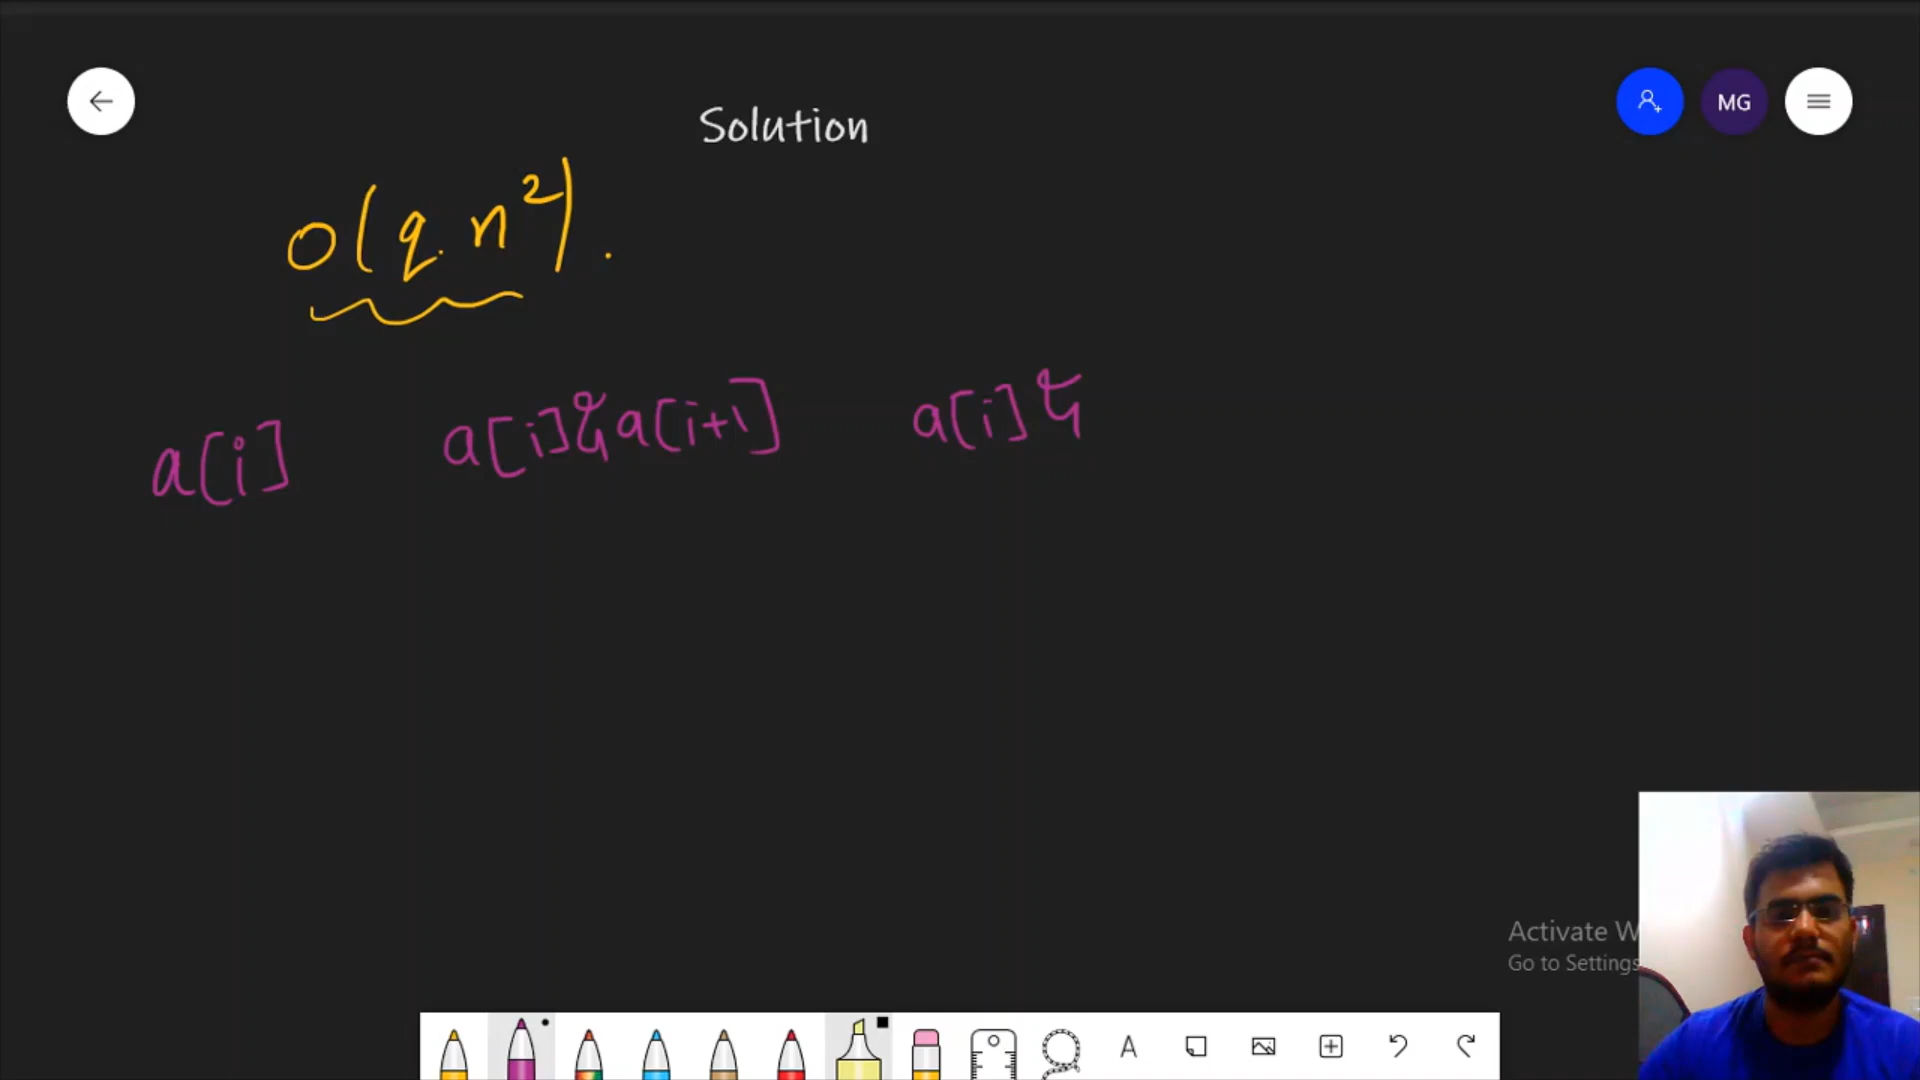 MG
Solution
O(q. n²).
a[i] a[i]&a[i+1] a[i]&
Activate W
Go to Settings
A